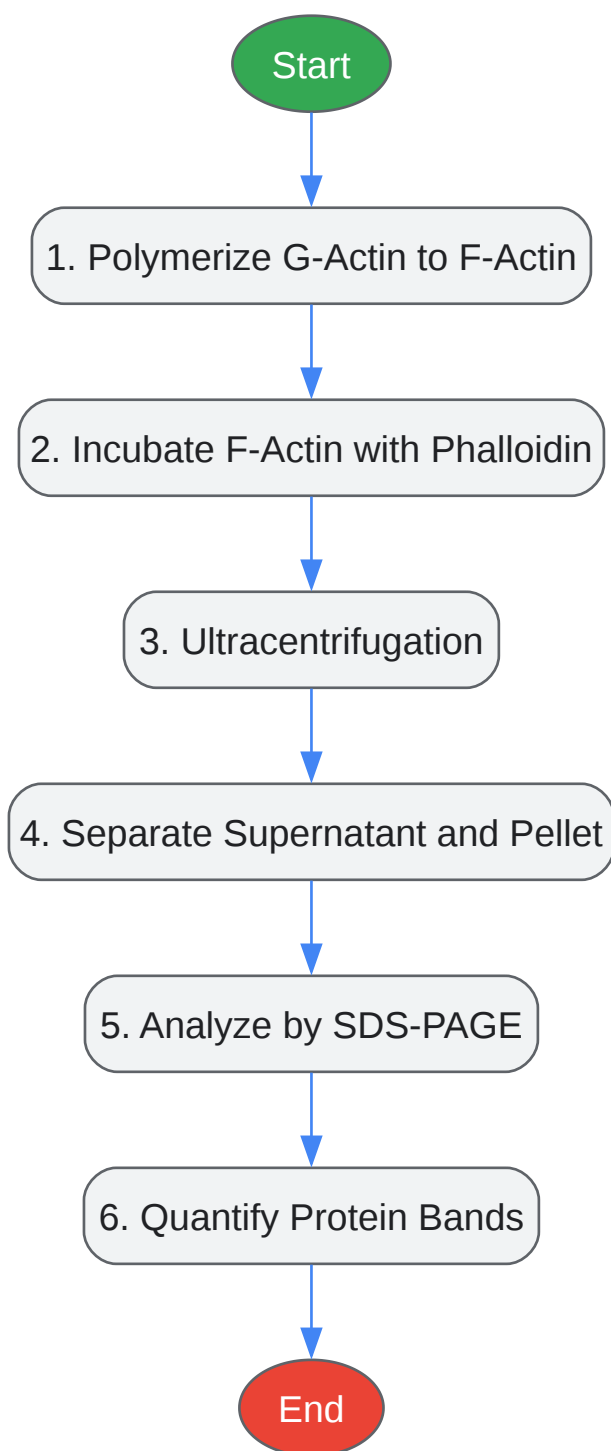 Start
1. Polymerize G-Actin to F-Actin
2. Incubate F-Actin with Phalloidin
3. Ultracentrifugation
4. Separate Supernatant and Pellet
5. Analyze by SDS-PAGE
6. Quantify Protein Bands
End